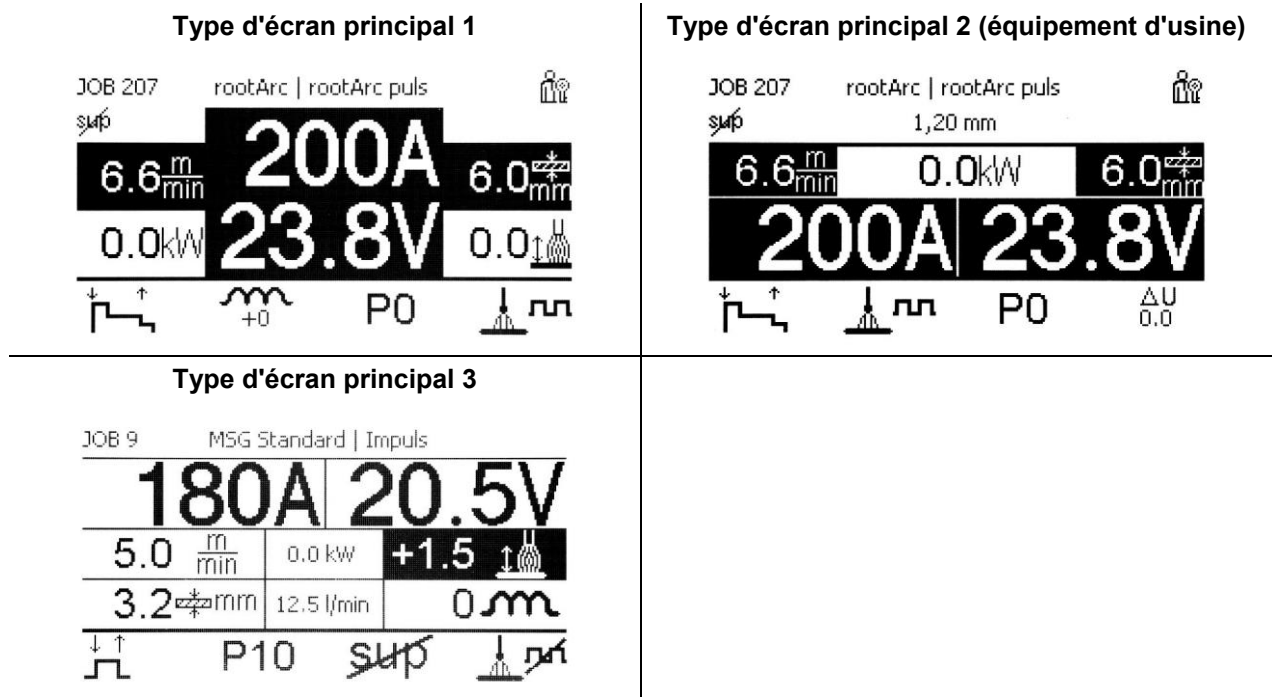 Type d'écran principal 1
JOB 207 rootArc | rootArc puls
sup
200A
6.6 m/min
6.0 mm
0.0kW
23.8V
0.0
+0
P0
Type d'écran principal 2 (équipement d'usine)
JOB 207 rootArc | rootArc puls
sup 1,20 mm
6.6 m/min 0.0kW 6.0 mm
200A 23.8V
P0 ΔU
0.0
Type d'écran principal 3
JOB 9 MSG Standard | Impuls
180A 20.5V
5.0 m/min 0.0 kW +1.5
3.2 mm 12.5 l/min 0
P10 sup